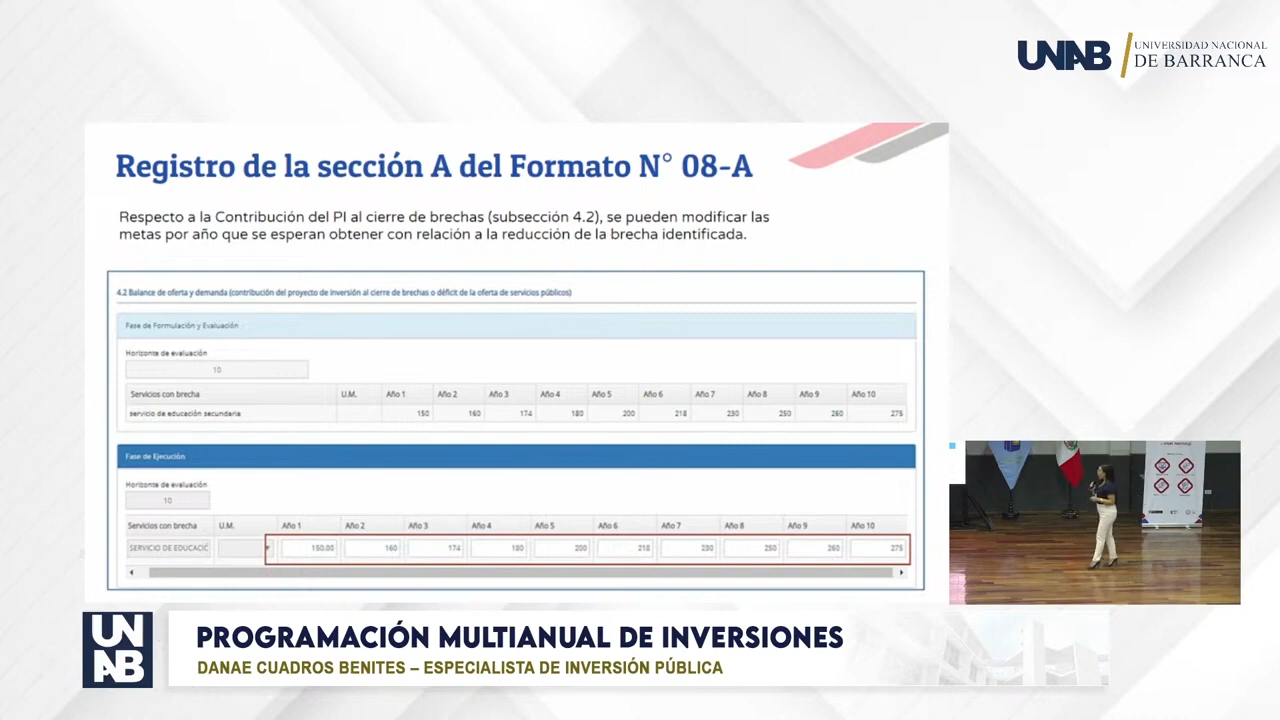 UNAB
UNIVERSIDAD NACIONAL
DE BARRANCA
Registro de la sección A del Formato N° 08-A
Respecto a la Contribución del PI al cierre de brechas (subsección 4.2), se pueden modificar las
metas por año que se esperan obtener con relación a la reducción de la brecha identificada.
4.2 Balance de oferta y demanda (contribución del proyecto de inversión al cierre de brechas o déficit de la oferta de servicios públicos)
Fase de Formulación y Evaluación
Horizonte de evaluación
10
Servicios con brecha U.M. Año 1 Año 2 Año 3 Año 4 Año 5 Año 6 Año 7 Año 8 Año 9 Año 10
servicio de educación secundaria 150 160 174 180 200 218 230 250 260 275
Fase de Ejecución
Horizonte de evaluación
10
Servicios con brecha U.M. Año 1 Año 2 Año 3 Año 4 Año 5 Año 6 Año 7 Año 8 Año 9 Año 10
SERVICIO DE EDUCACIÓ 150.00 160 174 180 200 218 230 250 260 275
UNAB
PROGRAMACIÓN MULTIANUAL DE INVERSIONES
DANAE CUADROS BENITES – ESPECIALISTA DE INVERSIÓN PÚBLICA